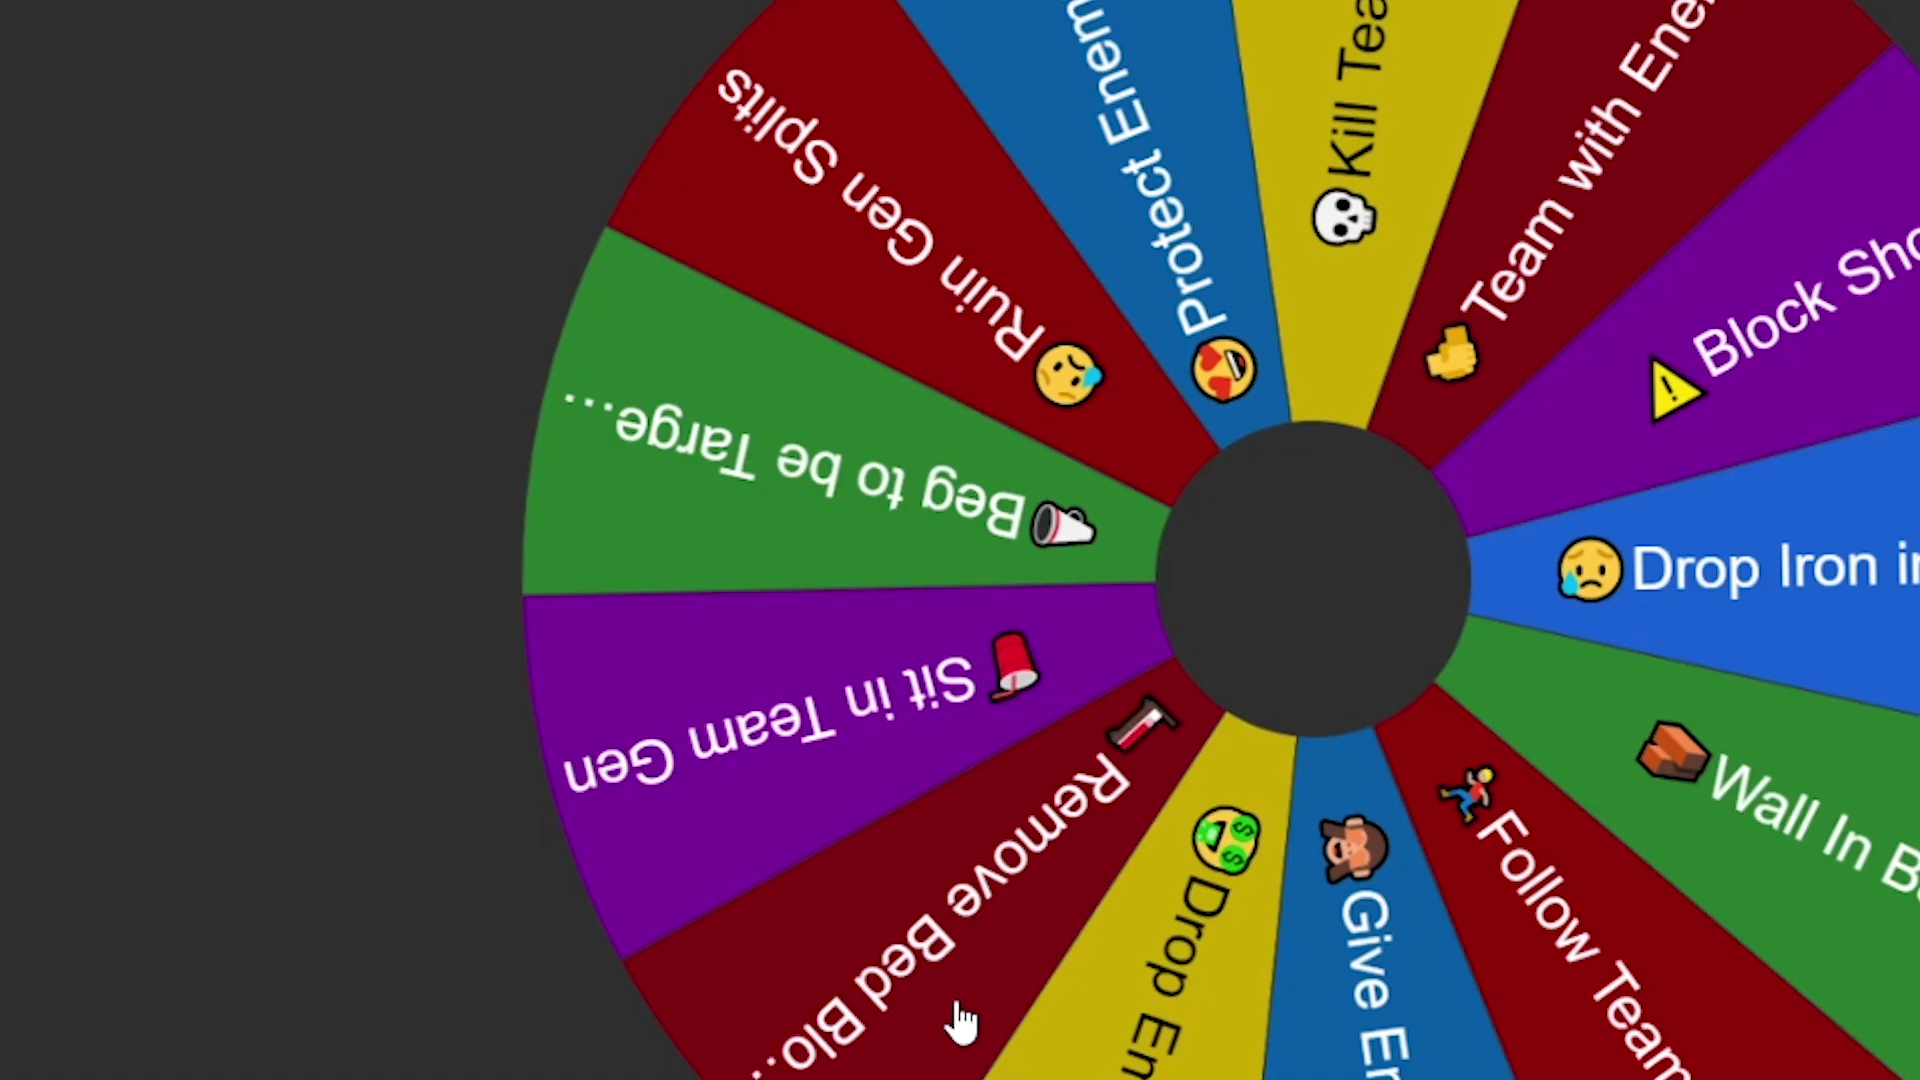 Protect Enem
Kill Tea
Team with Ene
Block Sho
Drop Iron in
Wall In B
Follow Team
Give En
Drop En
Remove Bed Blo...
Sit in Team Gen
Beg to be Targe...
Ruin Gen Splits